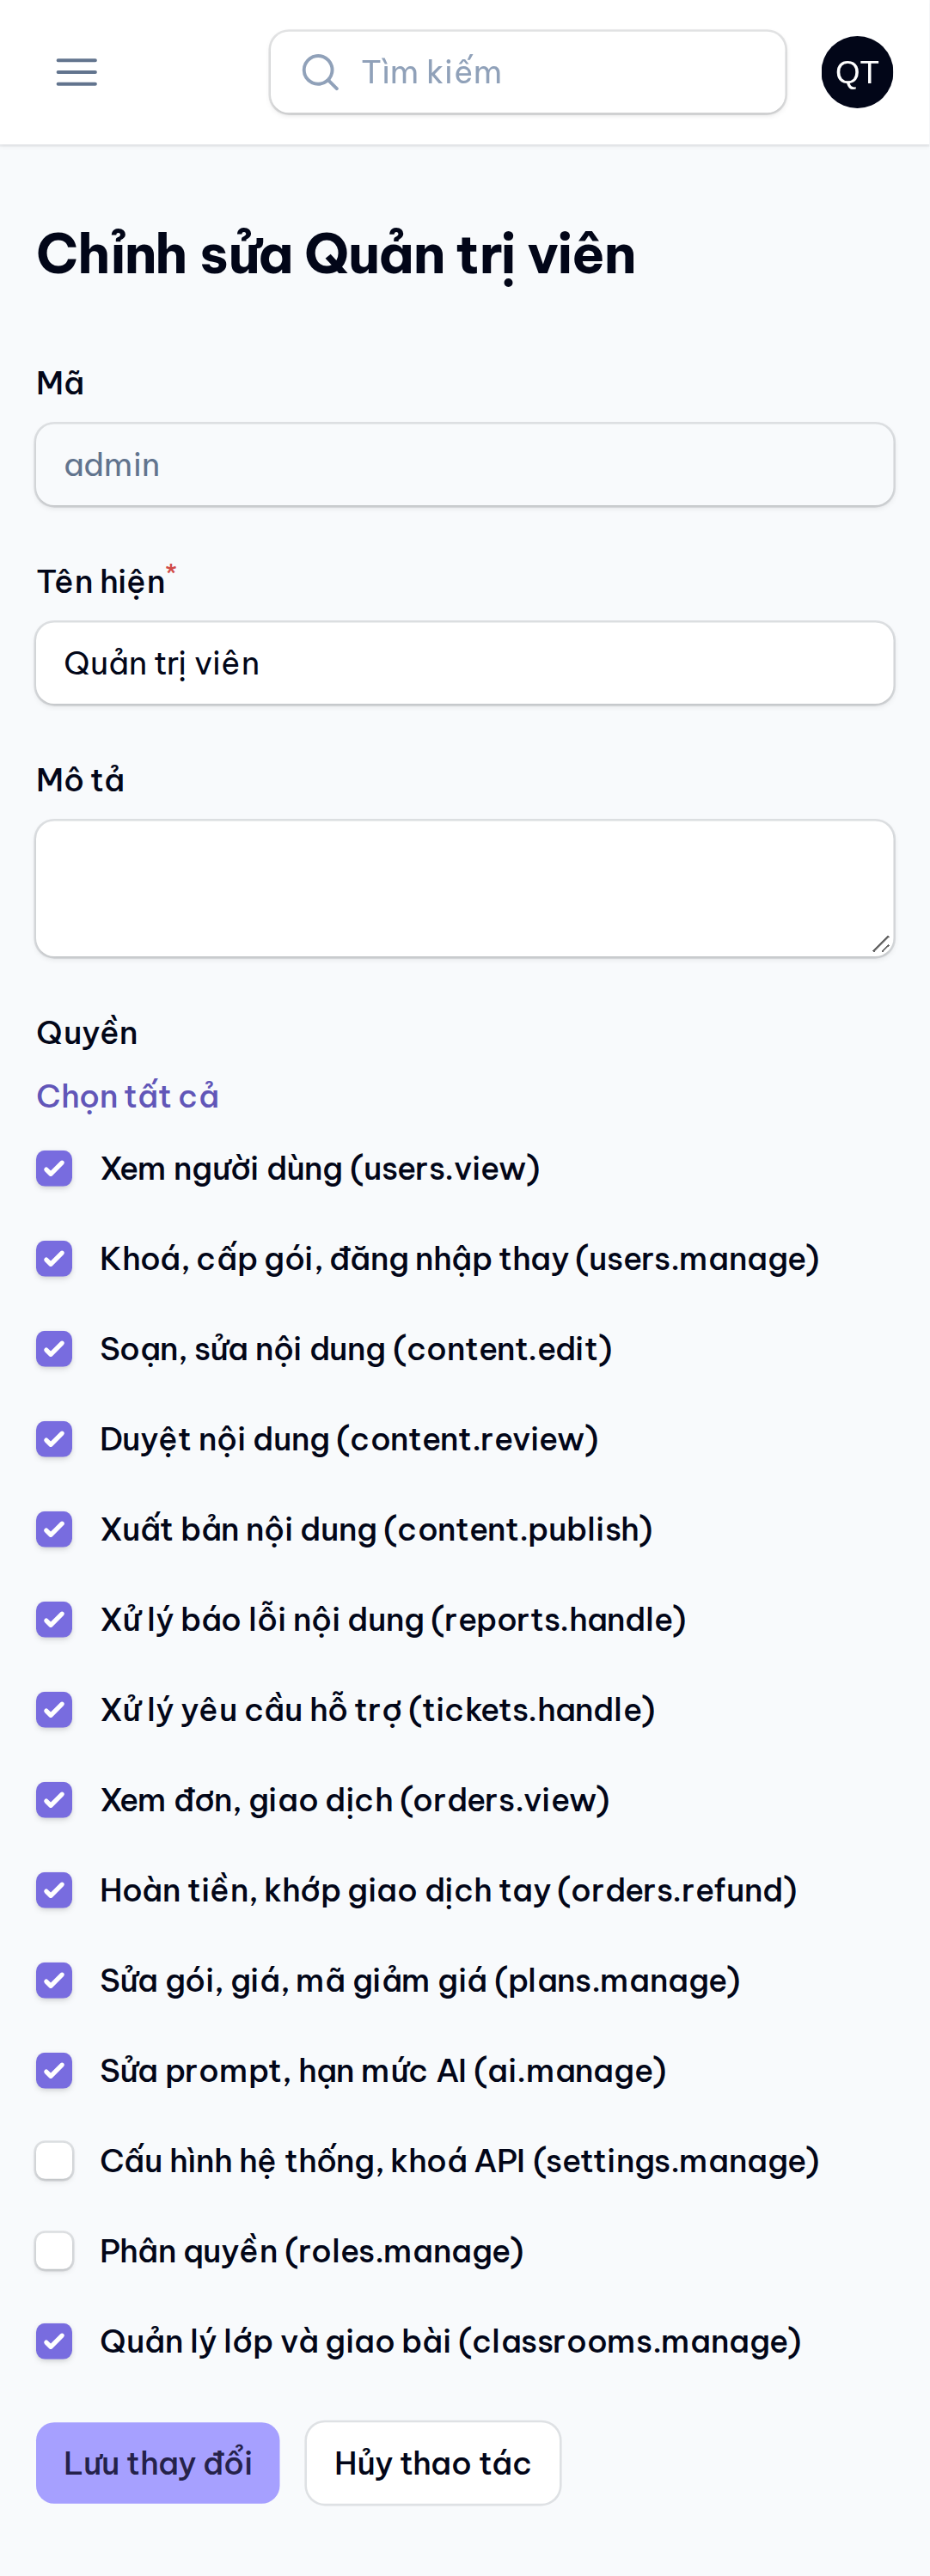 Tìm kiếm
QT
Chỉnh sửa Quản trị viên
Mã
admin
Tên hiện*
Quản trị viên
Mô tả
Quyền
Chọn tất cả
Xem người dùng (users.view)
Khoá, cấp gói, đăng nhập thay (users.manage)
Soạn, sửa nội dung (content.edit)
Duyệt nội dung (content.review)
Xuất bản nội dung (content.publish)
Xử lý báo lỗi nội dung (reports.handle)
Xử lý yêu cầu hỗ trợ (tickets.handle)
Xem đơn, giao dịch (orders.view)
Hoàn tiền, khớp giao dịch tay (orders.refund)
Sửa gói, giá, mã giảm giá (plans.manage)
Sửa prompt, hạn mức AI (ai.manage)
Cấu hình hệ thống, khoá API (settings.manage)
Phân quyền (roles.manage)
Quản lý lớp và giao bài (classrooms.manage)
Lưu thay đổi
Hủy thao tác